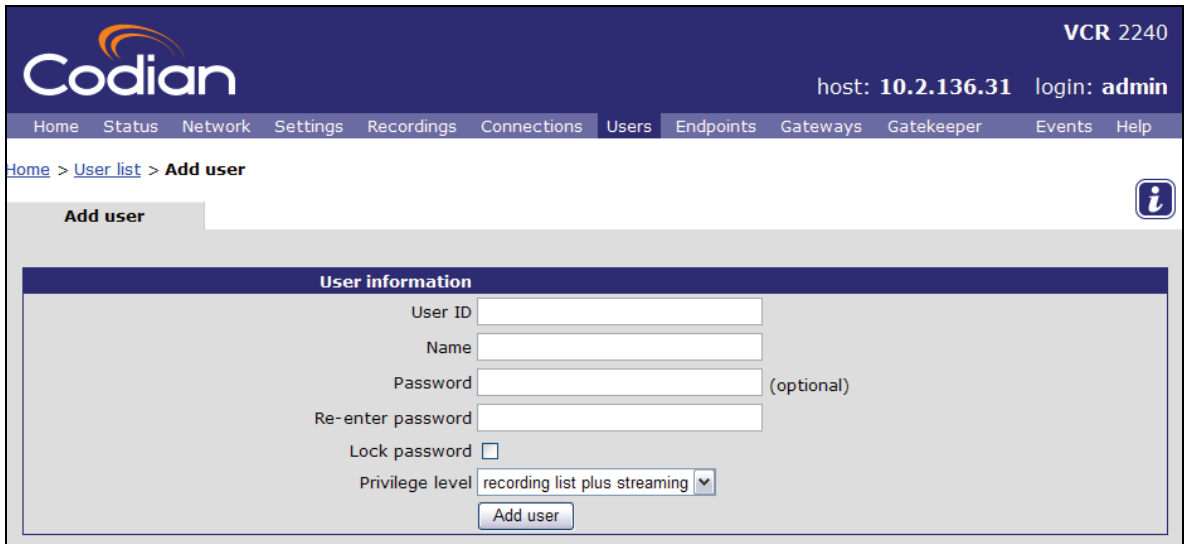 Codian
VCR 2240
host: 10.2.136.31 login: admin
Home Status Network Settings Recordings Connections Users Endpoints Gateways Gatekeeper Events Help
Home > User list > Add user
i
Add user
User information
User ID
Name
Password (optional)
Re-enter password
Lock password
Privilege level recording list plus streaming
Add user